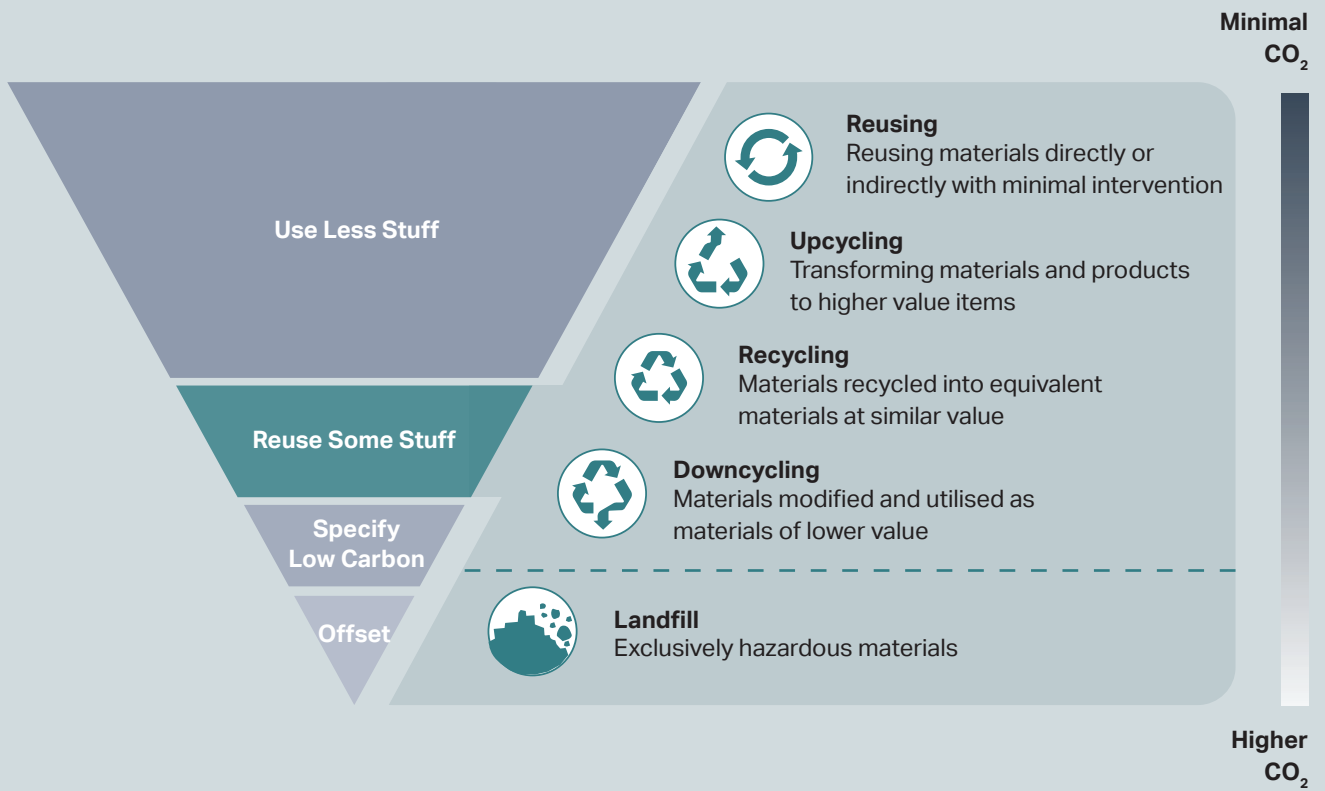 Minimal
CO₂
Use Less Stuff
Reuse Some Stuff
Specify
Low Carbon
Offset
Reusing
Reusing materials directly or
indirectly with minimal intervention
Upcycling
Transforming materials and products
to higher value items
Recycling
Materials recycled into equivalent
materials at similar value
Downcycling
Materials modified and utilised as
materials of lower value
Landfill
Exclusively hazardous materials
Higher
CO₂